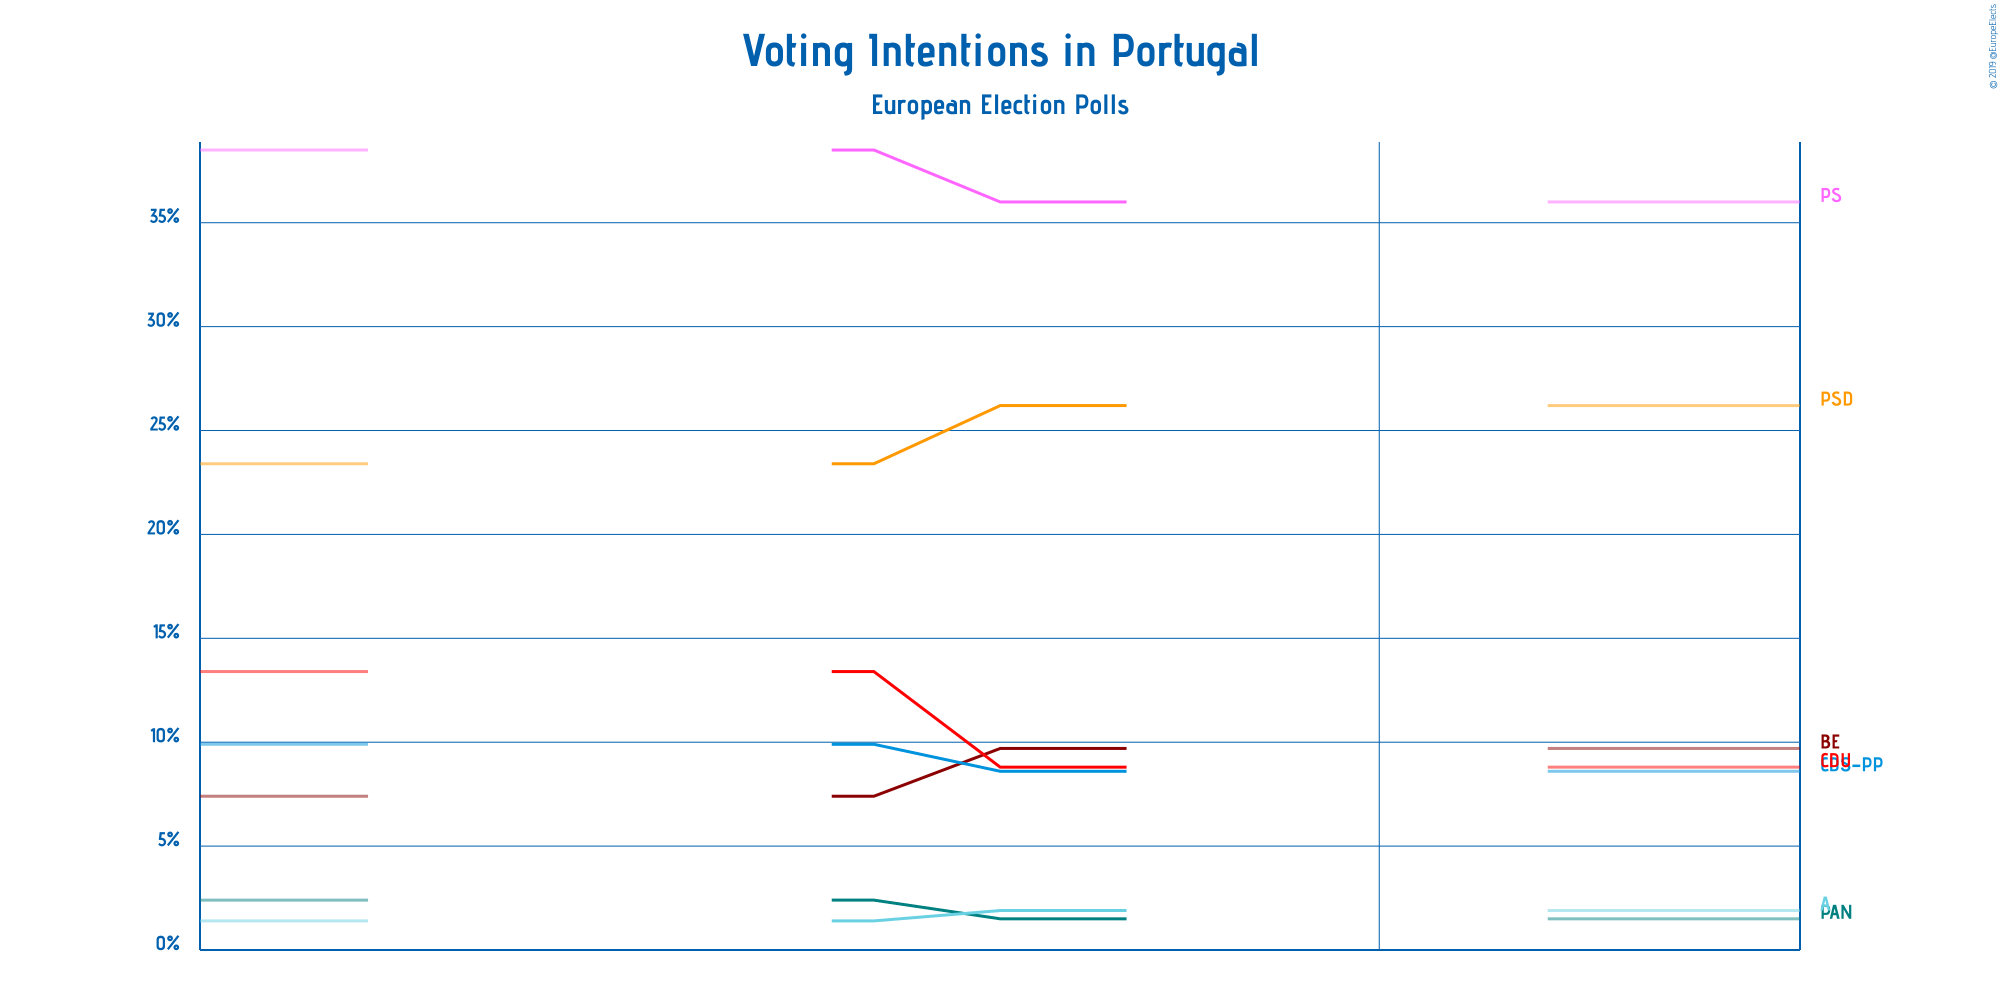 Voting Intentions in Portugal
European Election Polls
© 2019 @EuropeElects
35%
30%
25%
20%
15%
10%
5%
0%
PS
PSD
BE
CDU
CDS-PP
A
PAN